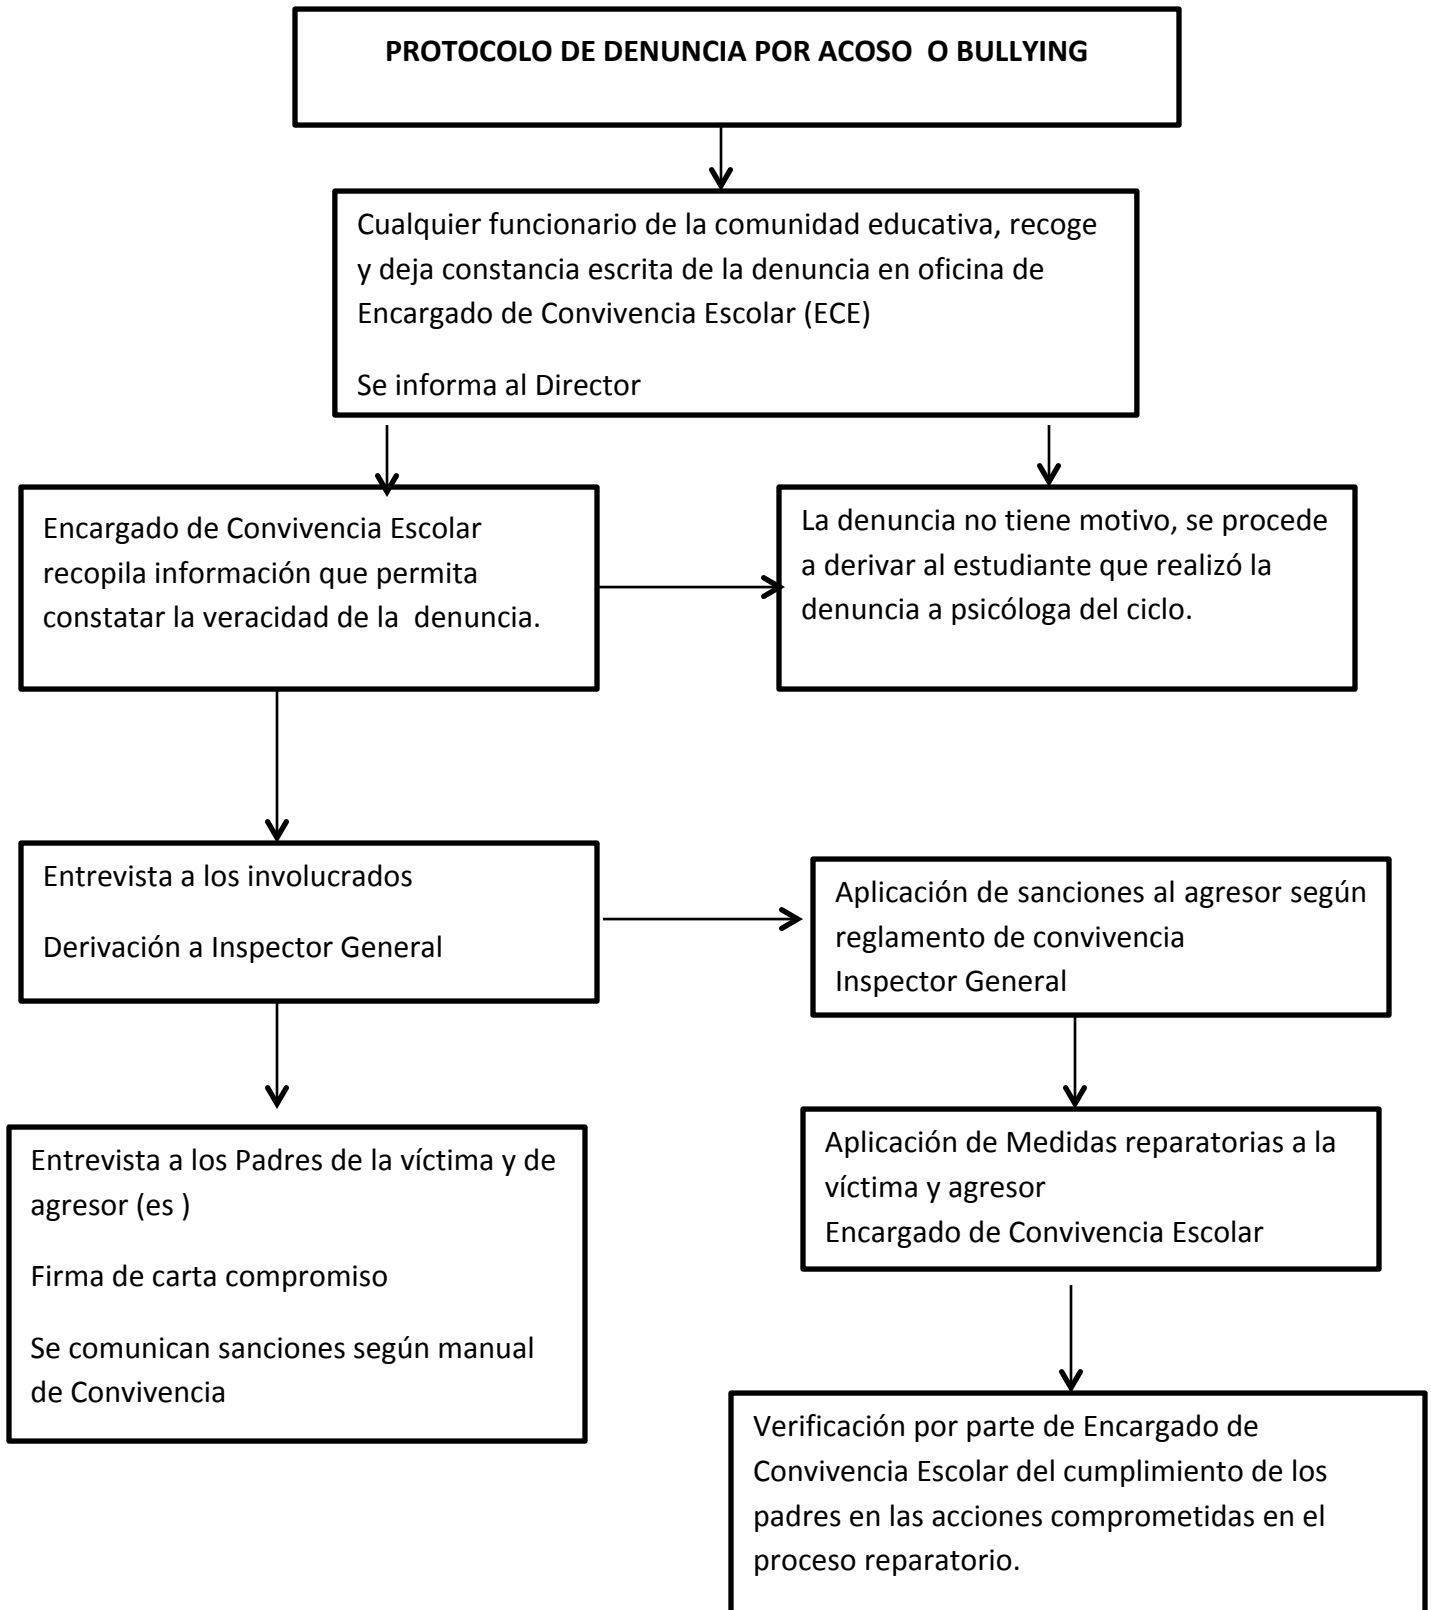 PROTOCOLO DE DENUNCIA POR ACOSO  O BULLYING
Cualquier funcionario de la comunidad educativa, recoge
y deja constancia escrita de la denuncia en oficina de
Encargado de Convivencia Escolar (ECE)
Se informa al Director
Encargado de Convivencia Escolar
recopila información que permita
constatar la veracidad de la  denuncia.
La denuncia no tiene motivo, se procede
a derivar al estudiante que realizó la
denuncia a psicóloga del ciclo.
Entrevista a los involucrados
Derivación a Inspector General
Aplicación de sanciones al agresor según
reglamento de convivencia
Inspector General
Entrevista a los Padres de la víctima y de
agresor (es )
Firma de carta compromiso
Se comunican sanciones según manual
de Convivencia
Aplicación de Medidas reparatorias a la
víctima y agresor
Encargado de Convivencia Escolar
Verificación por parte de Encargado de
Convivencia Escolar del cumplimiento de los
padres en las acciones comprometidas en el
proceso reparatorio.